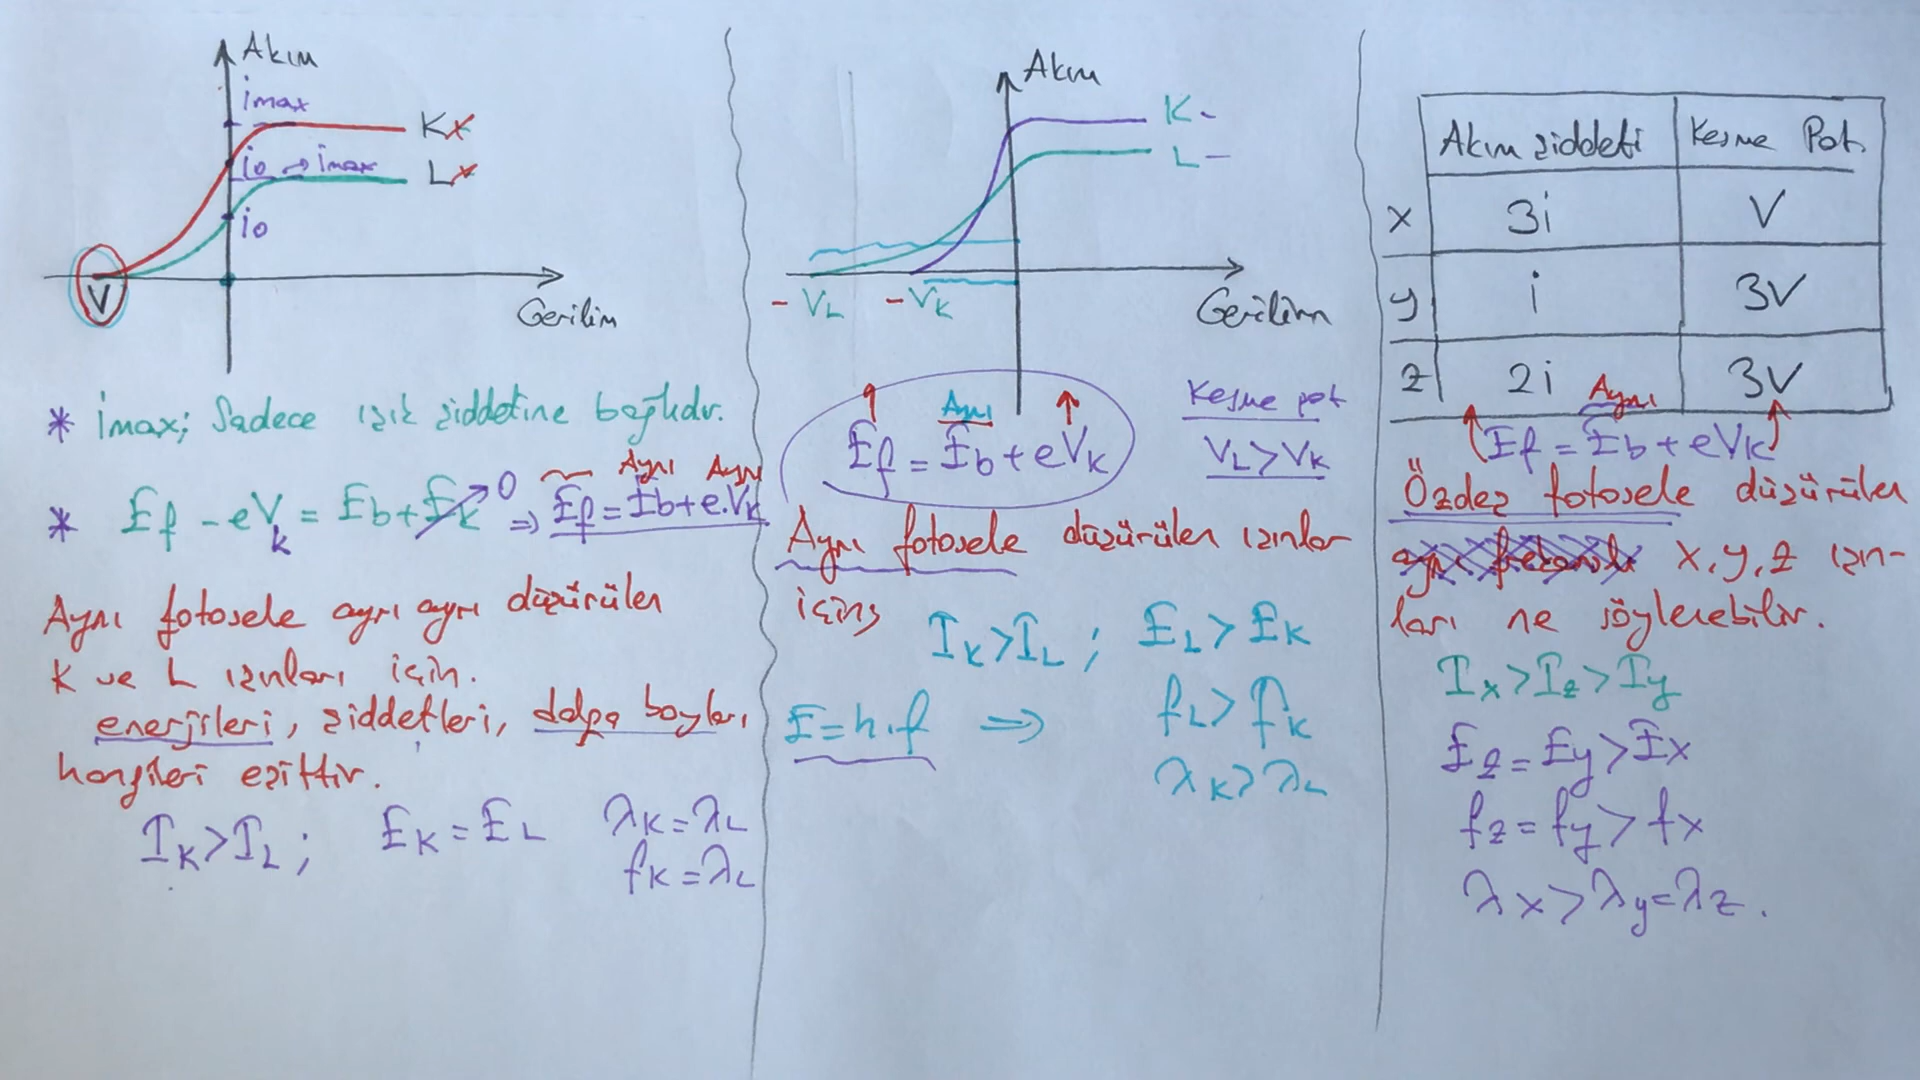 Akım
imax
K x
i0 → imax
L x
i0
V
Gerilim
* imax; Sadece ışık şiddetine bağlıdır.
* Ef - eVk = Eb + Ek 0 ⇒ Ef = Eb + e.Vk
Aynı Aynı
Aynı fotosele ayrı ayrı düşürülen
K ve L ışınları için.
enerjileri, şiddetleri, dalga boyları
hangileri eşittir.
IK > IL ; EK = EL λK = λL
fK = λL
Akım
K -
L -
- VL - VK
Gerilim
Aynı
Ef = Eb + eVk
Kesme pot
VL > VK
Aynı fotosele düşürülen ışınlar
için;
IK > IL ; EL > EK
E = h.f ⇒ fL > fK
λK > λL
Akım şiddeti Kesme Pot.
x 3i V
y i 3V
z 2i 3V
Aynı
Ef = Eb + eVk
Özdeş fotosele düşürülen
x, y, z ışın-
ları ne söylenebilir.
Ix > Iz > Iy
Ez = Ey > Ex
fz = fy > fx
λx > λy = λz.